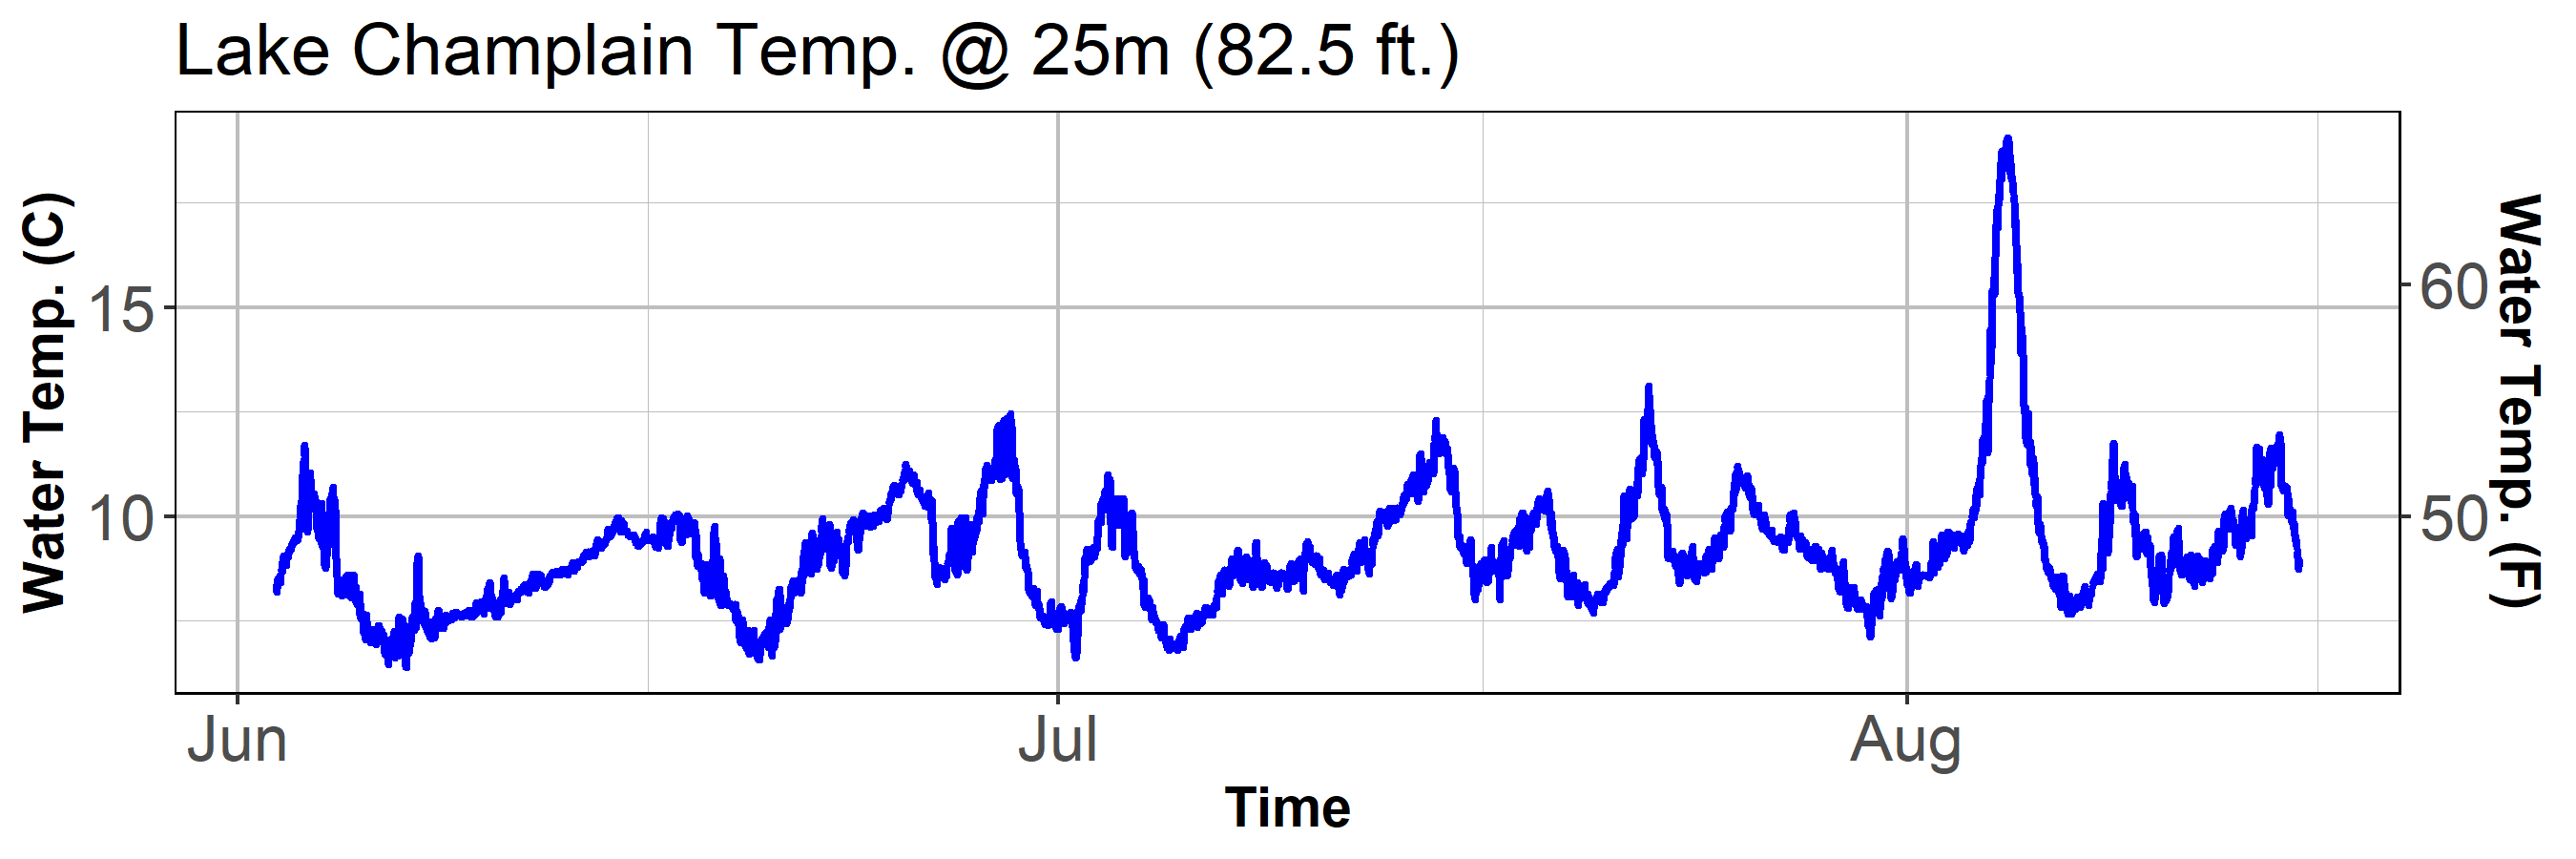 Lake Champlain Temp. @ 25m (82.5 ft.)
Water Temp. (C)
15
10
60
50
Water Temp. (F)
Jun
Jul
Aug
Time